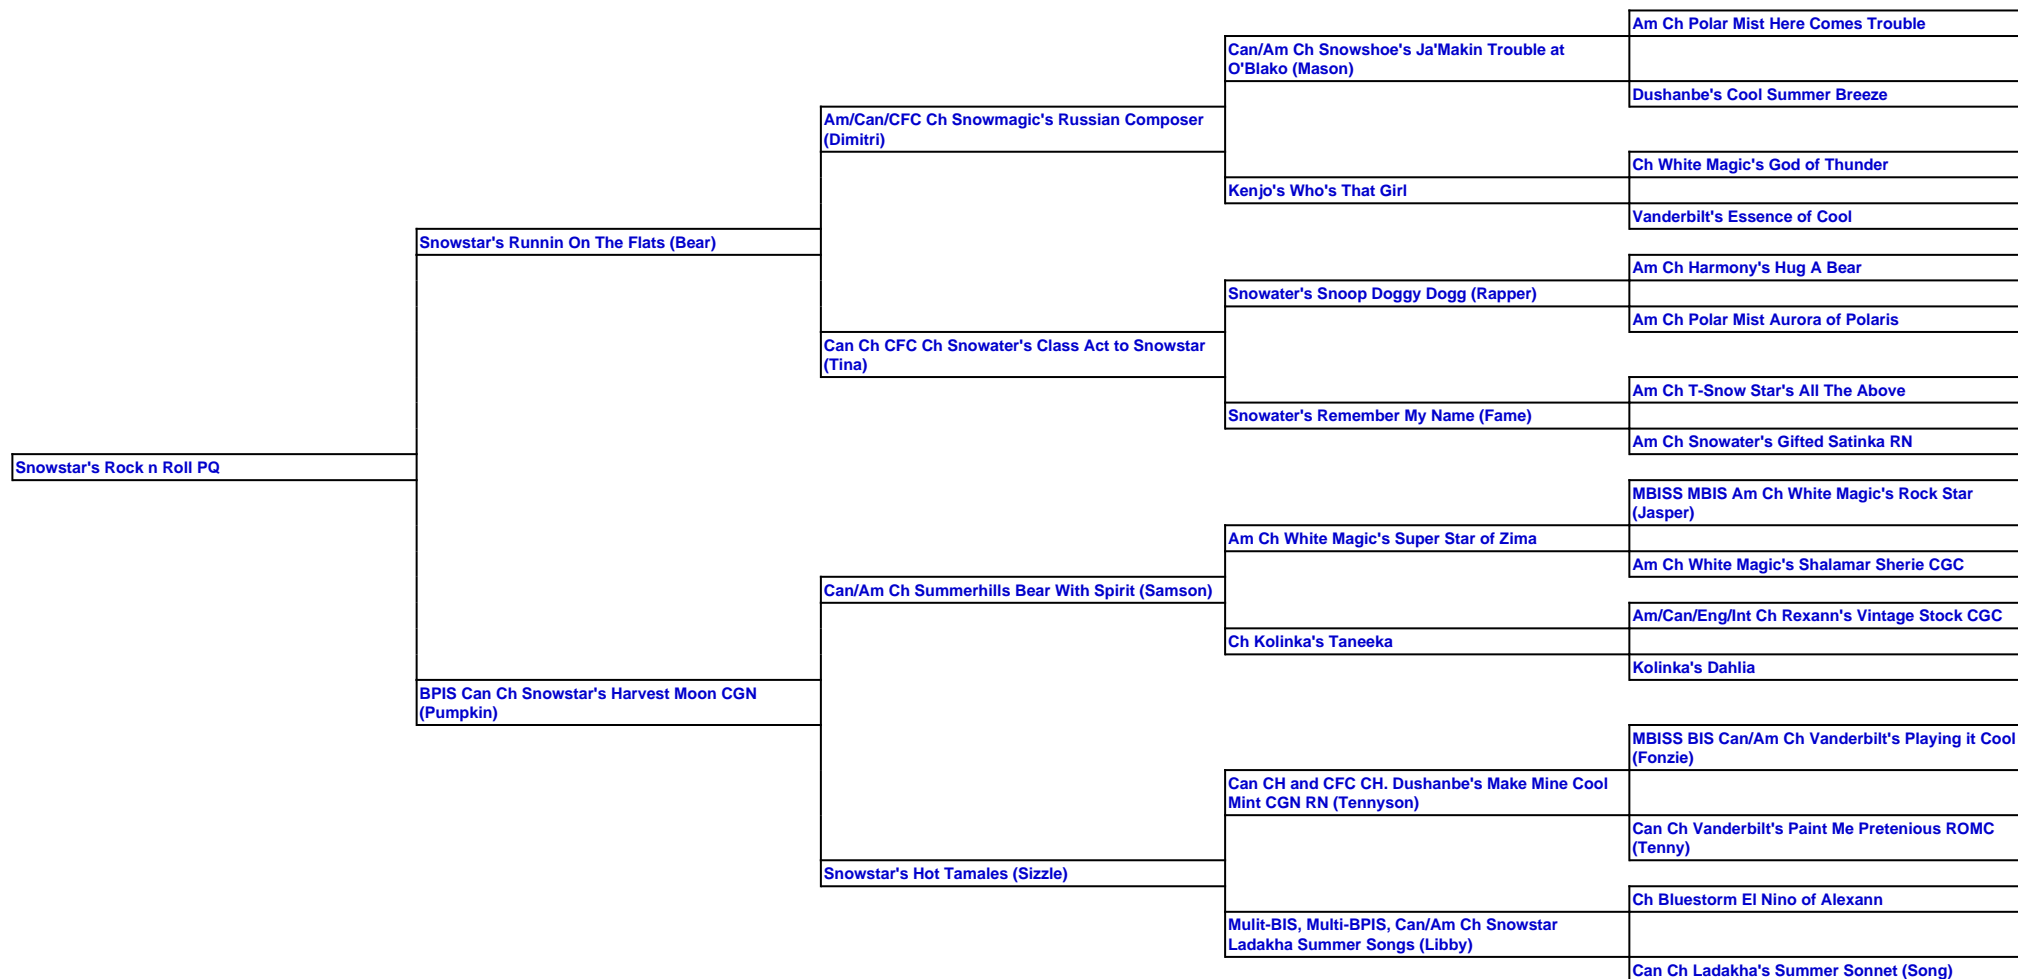 Am Ch Polar Mist Here Comes Trouble
Can/Am Ch Snowshoe's Ja'Makin Trouble at
O'Blako (Mason)
Dushanbe's Cool Summer Breeze
Am/Can/CFC Ch Snowmagic's Russian Composer
(Dimitri)
Ch White Magic's God of Thunder
Kenjo's Who's That Girl
Vanderbilt's Essence of Cool
Snowstar's Runnin On The Flats (Bear)
Am Ch Harmony's Hug A Bear
Snowater's Snoop Doggy Dogg (Rapper)
Am Ch Polar Mist Aurora of Polaris
Can Ch CFC Ch Snowater's Class Act to Snowstar
(Tina)
Am Ch T-Snow Star's All The Above
Snowater's Remember My Name (Fame)
Am Ch Snowater's Gifted Satinka RN
Snowstar's Rock n Roll PQ
MBISS MBIS Am Ch White Magic's Rock Star
(Jasper)
Am Ch White Magic's Super Star of Zima
Am Ch White Magic's Shalamar Sherie CGC
Can/Am Ch Summerhills Bear With Spirit (Samson)
Am/Can/Eng/Int Ch Rexann's Vintage Stock CGC
Ch Kolinka's Taneeka
Kolinka's Dahlia
BPIS Can Ch Snowstar's Harvest Moon CGN
(Pumpkin)
MBISS BIS Can/Am Ch Vanderbilt's Playing it Cool
(Fonzie)
Can CH and CFC CH. Dushanbe's Make Mine Cool
Mint CGN RN (Tennyson)
Can Ch Vanderbilt's Paint Me Pretenious ROMC
(Tenny)
Snowstar's Hot Tamales (Sizzle)
Ch Bluestorm El Nino of Alexann
Mulit-BIS, Multi-BPIS, Can/Am Ch Snowstar
Ladakha Summer Songs (Libby)
Can Ch Ladakha's Summer Sonnet (Song)